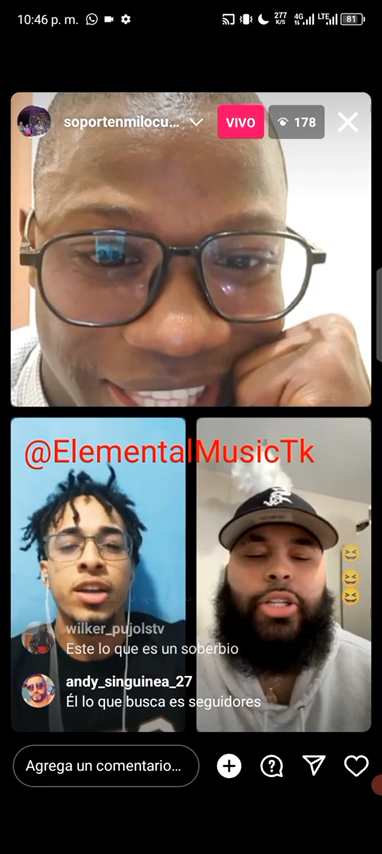 10:46 p. m.
277
K/S
4G
LTE
81
soportenmilocu...
VIVO
178
@ElementalMusicTk
wilker_pujolstv
Este lo que es un soberbio
andy_singuinea_27
Él lo que busca es seguidores
Agrega un comentario...